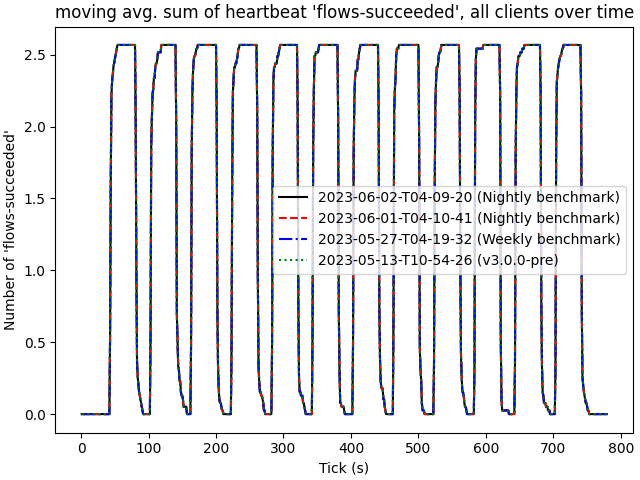 moving avg. sum of heartbeat 'flows-succeeded', all clients over time
Number of 'flows-succeeded'
2.5
2.0
1.5
1.0
0.5
0.0
2023-06-02-T04-09-20 (Nightly benchmark)
2023-06-01-T04-10-41 (Nightly benchmark)
2023-05-27-T04-19-32 (Weekly benchmark)
2023-05-13-T10-54-26 (v3.0.0-pre)
0 100 200 300 400 500 600 700 800
Tick (s)